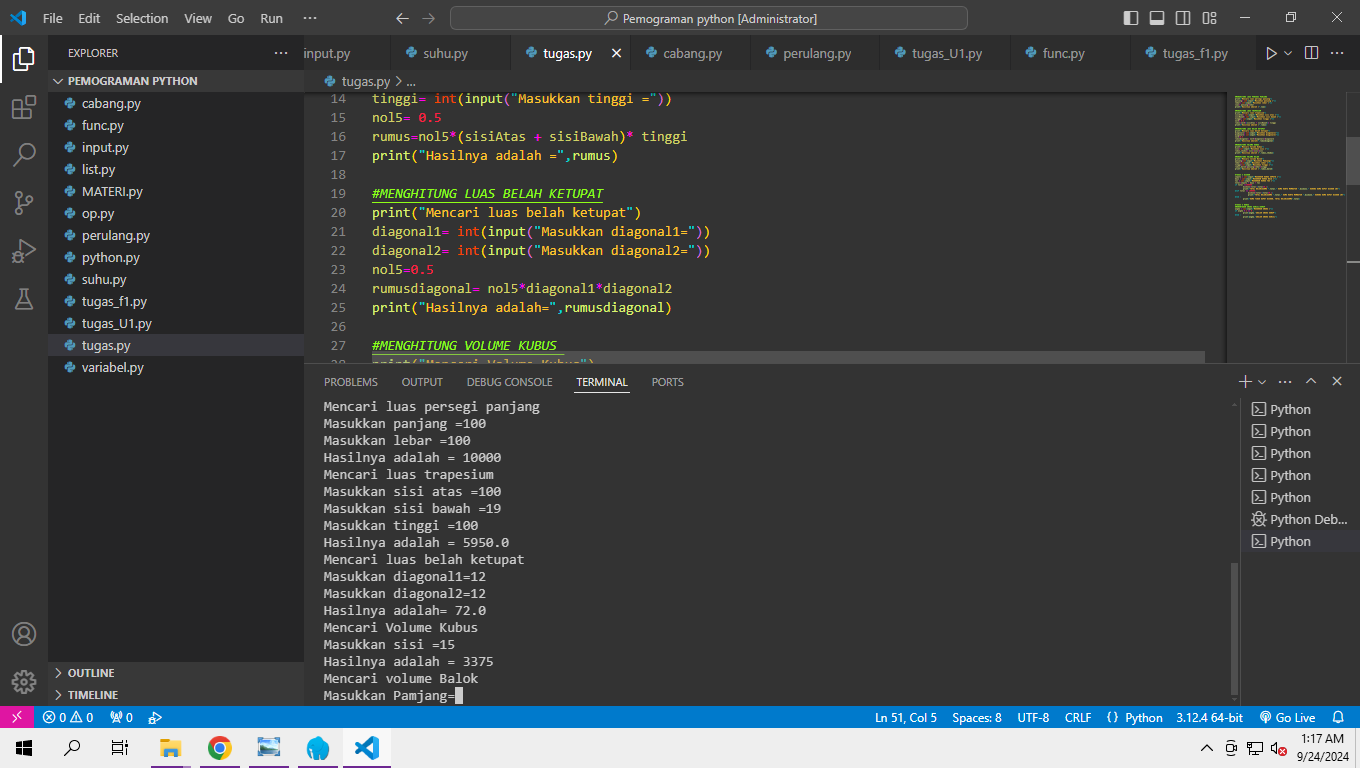 File Edit Selection View Go Run ··· Pemograman python [Administrator]
EXPLORER ···
input.py suhu.py tugas.py cabang.py perulang.py tugas_U1.py func.py tugas_f1.py ···
PEMOGRAMAN PYTHON
cabang.py
func.py
input.py
list.py
MATERI.py
op.py
perulang.py
python.py
suhu.py
tugas_f1.py
tugas_U1.py
tugas.py
variabel.py
OUTLINE
TIMELINE
tugas.py > ...
14 tinggi= int(input("Masukkan tinggi ="))
15 nol5= 0.5
16 rumus=nol5*(sisiAtas + sisiBawah)* tinggi
17 print("Hasilnya adalah =",rumus)
18
19 #MENGHITUNG LUAS BELAH KETUPAT
20 print("Mencari luas belah ketupat")
21 diagonal1= int(input("Masukkan diagonal1="))
22 diagonal2= int(input("Masukkan diagonal2="))
23 nol5=0.5
24 rumusdiagonal= nol5*diagonal1*diagonal2
25 print("Hasilnya adalah=",rumusdiagonal)
26
27 #MENGHITUNG VOLUME KUBUS
28 print("Mencari Volume Kubus")
PROBLEMS OUTPUT DEBUG CONSOLE TERMINAL PORTS
Mencari luas persegi panjang
Masukkan panjang =100
Masukkan lebar =100
Hasilnya adalah = 10000
Mencari luas trapesium
Masukkan sisi atas =100
Masukkan sisi bawah =19
Masukkan tinggi =100
Hasilnya adalah = 5950.0
Mencari luas belah ketupat
Masukkan diagonal1=12
Masukkan diagonal2=12
Hasilnya adalah= 72.0
Mencari Volume Kubus
Masukkan sisi =15
Hasilnya adalah = 3375
Mencari volume Balok
Masukkan Pamjang=
Python
Python
Python
Python
Python
Python Deb...
Python
0 0 0 Ln 51, Col 5 Spaces: 8 UTF-8 CRLF {} Python 3.12.4 64-bit Go Live
1:17 AM
9/24/2024